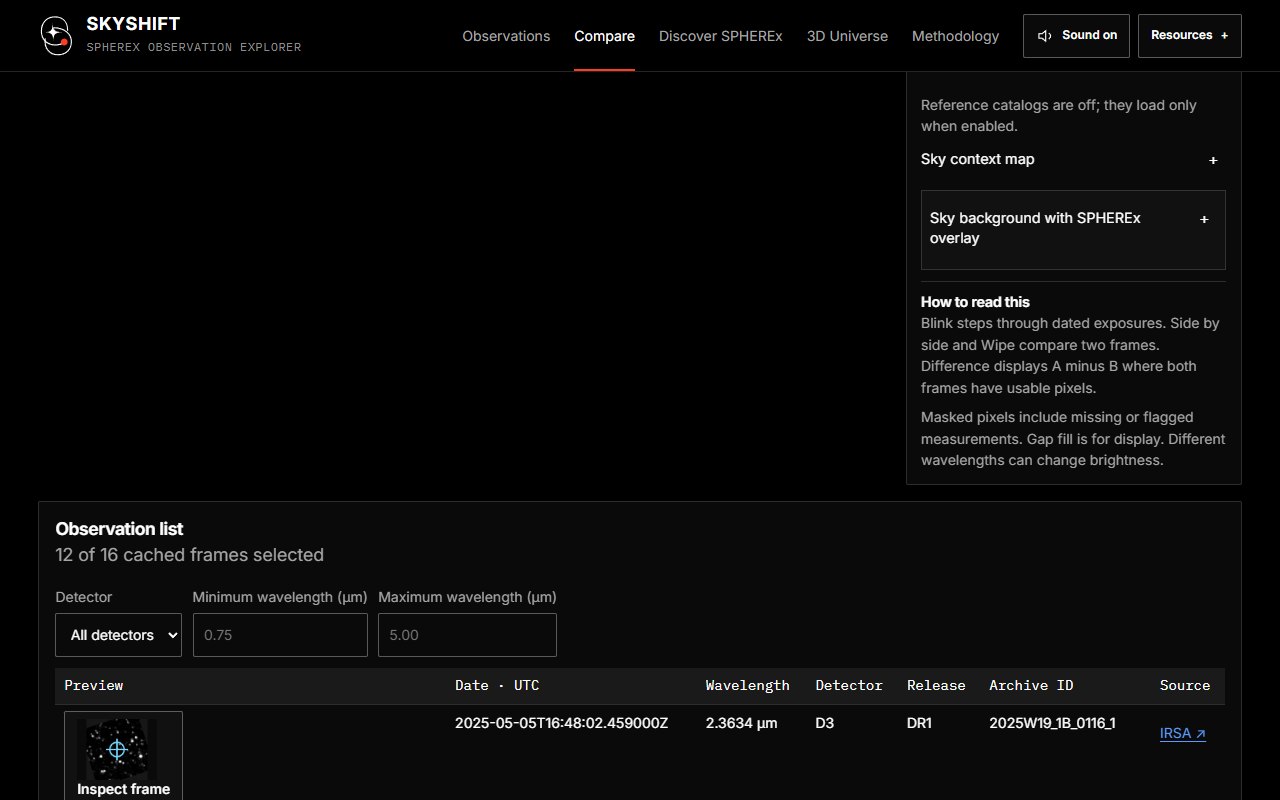 SKYSHIFT
SPHEREX OBSERVATION EXPLORER
Observations
Compare
Discover SPHEREx
3D Universe
Methodology
Sound on
Resources +
Reference catalogs are off; they load only
when enabled.
Sky context map +
Sky background with SPHEREx +
overlay
How to read this
Blink steps through dated exposures. Side by
side and Wipe compare two frames.
Difference displays A minus B where both
frames have usable pixels.
Masked pixels include missing or flagged
measurements. Gap fill is for display. Different
wavelengths can change brightness.
Observation list
12 of 16 cached frames selected
Detector
Minimum wavelength (µm)
Maximum wavelength (µm)
All detectors
0.75
5.00
Preview Date · UTC Wavelength Detector Release Archive ID Source
2025-05-05T16:48:02.459000Z 2.3634 µm D3 DR1 2025W19_1B_0116_1 IRSA ↗
Inspect frame